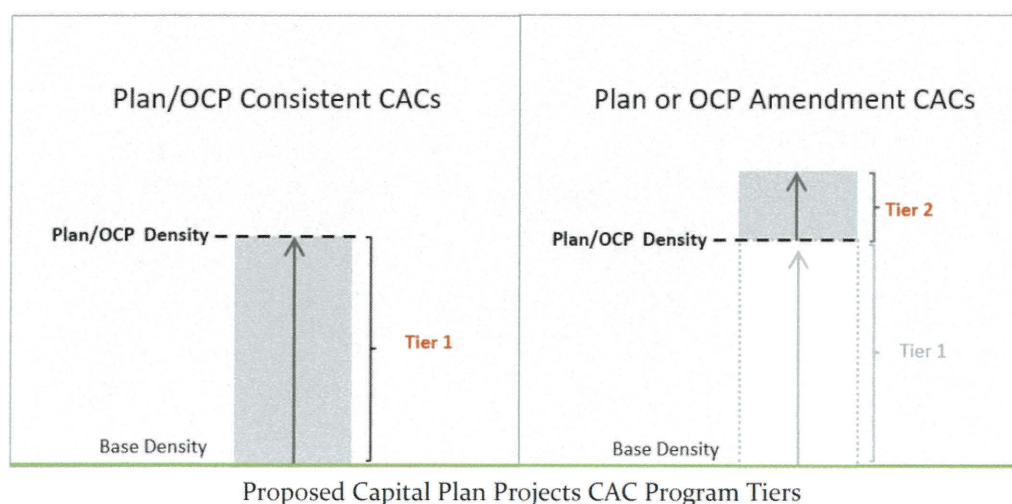 Plan/OCP Consistent CACs
Plan/OCP Density
Tier 1
Base Density
Plan or OCP Amendment CACs
Tier 2
Plan/OCP Density
Tier 1
Base Density
Proposed Capital Plan Projects CAC Program Tiers